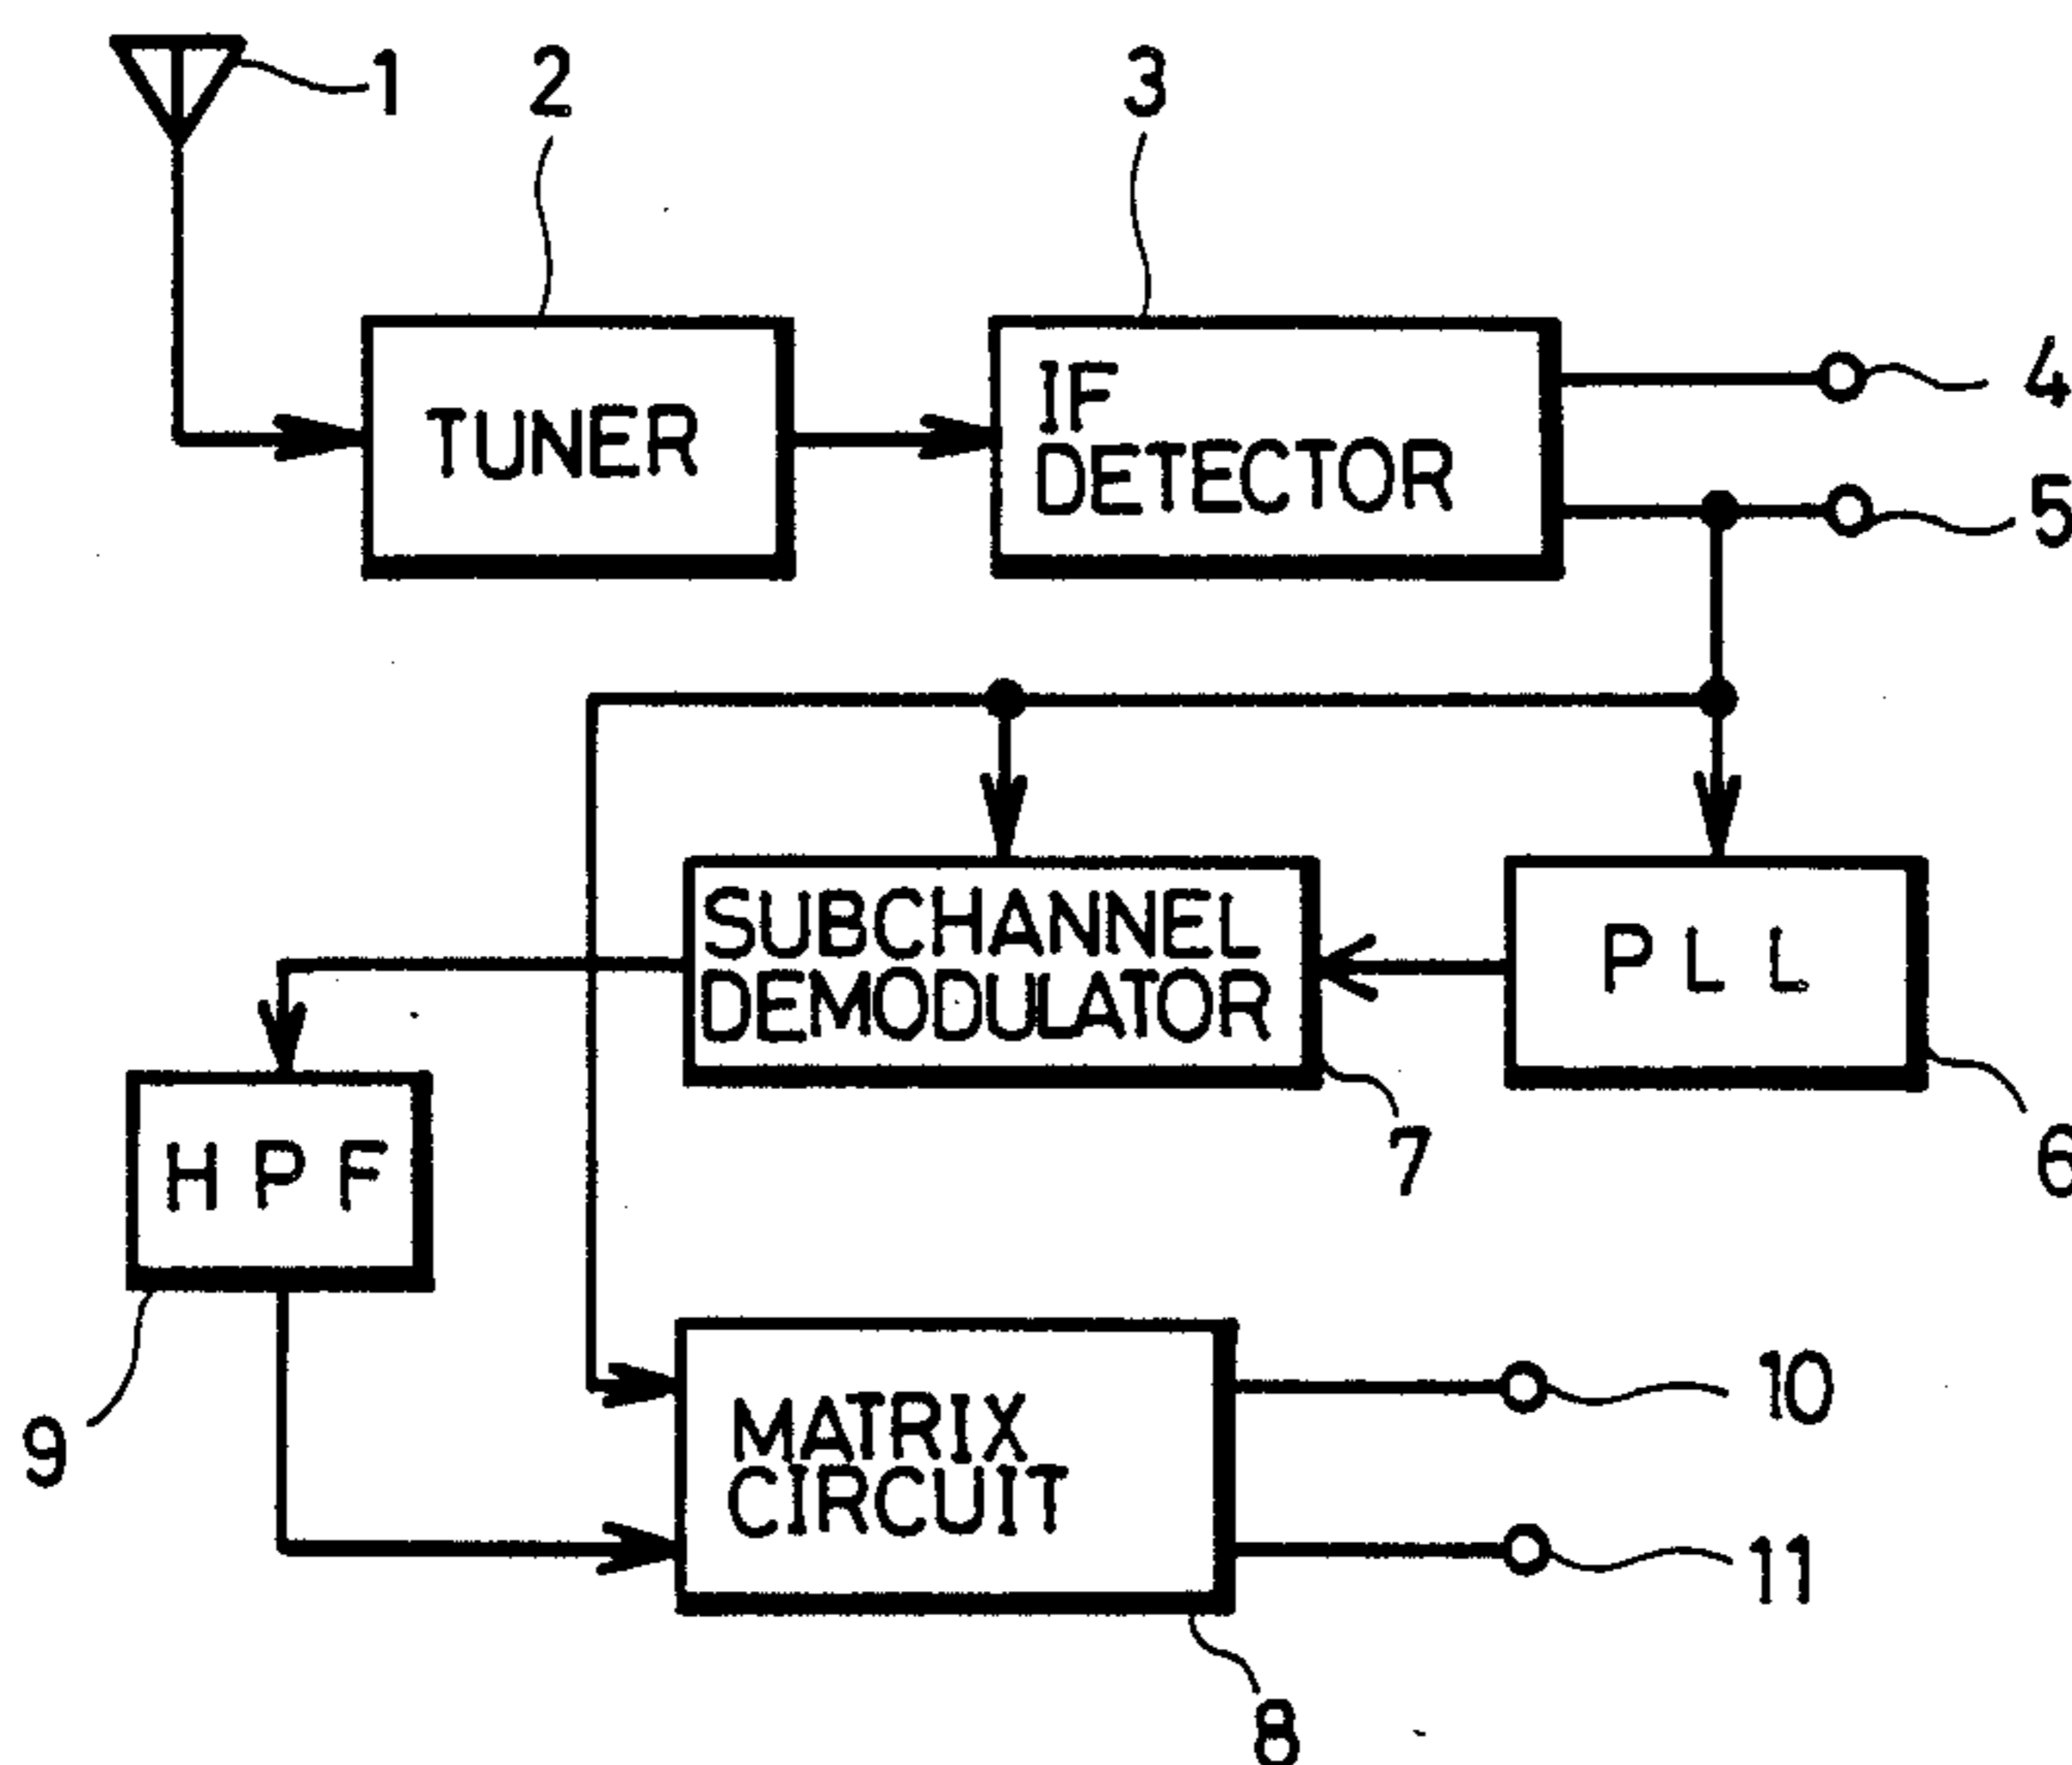 1
2
3
TUNER
IF
DETECTOR
4
5
SUBCHANNEL
DEMODULATOR
P L L
7
6
H P F
9
MATRIX
CIRCUIT
10
11
8